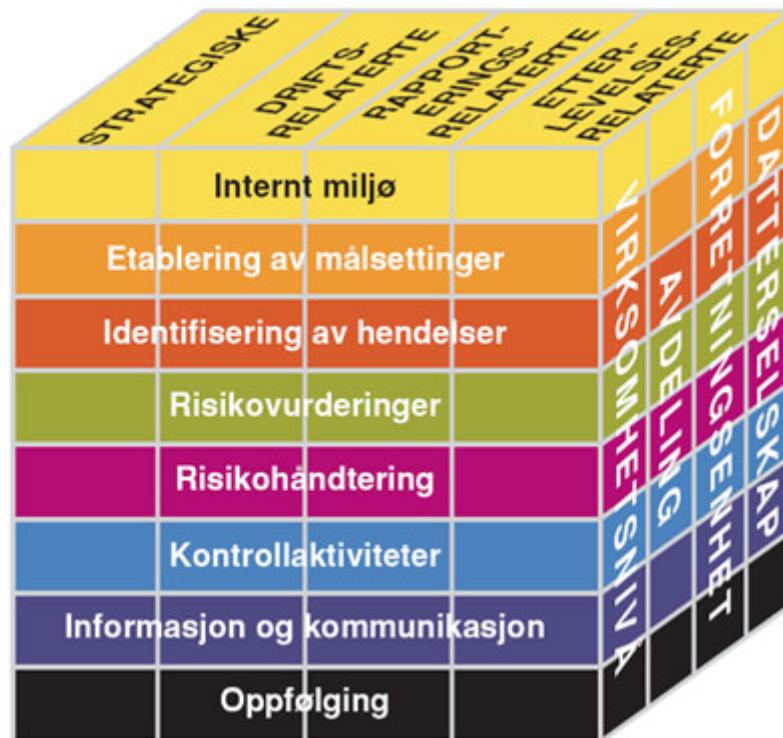 STRATEGISKE
DRIFTS-
RELATERTE
RAPPORT-
ERINGS-
RELATERTE
ETTER-
LEVELSES-
RELATERTE
Internt miljø
Etablering av målsettinger
Identifisering av hendelser
Risikovurderinger
Risikohåndtering
Kontrollaktiviteter
Informasjon og kommunikasjon
Oppfølging
VIRKSOMHETSNIVÅ
AVDELING
FORRETNINGSENHET
DATTERSELSKAP